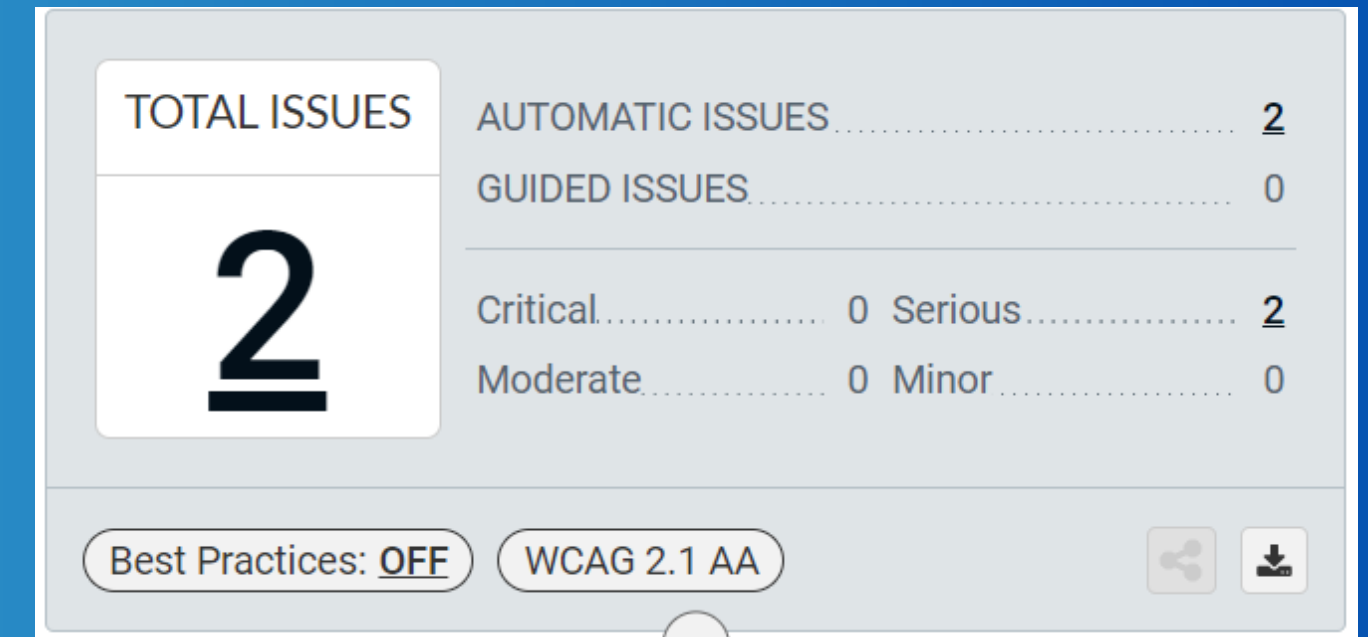 TOTAL ISSUES
2
AUTOMATIC ISSUES 2
GUIDED ISSUES 0
Critical 0 Serious 2
Moderate 0 Minor 0
Best Practices: OFF
WCAG 2.1 AA